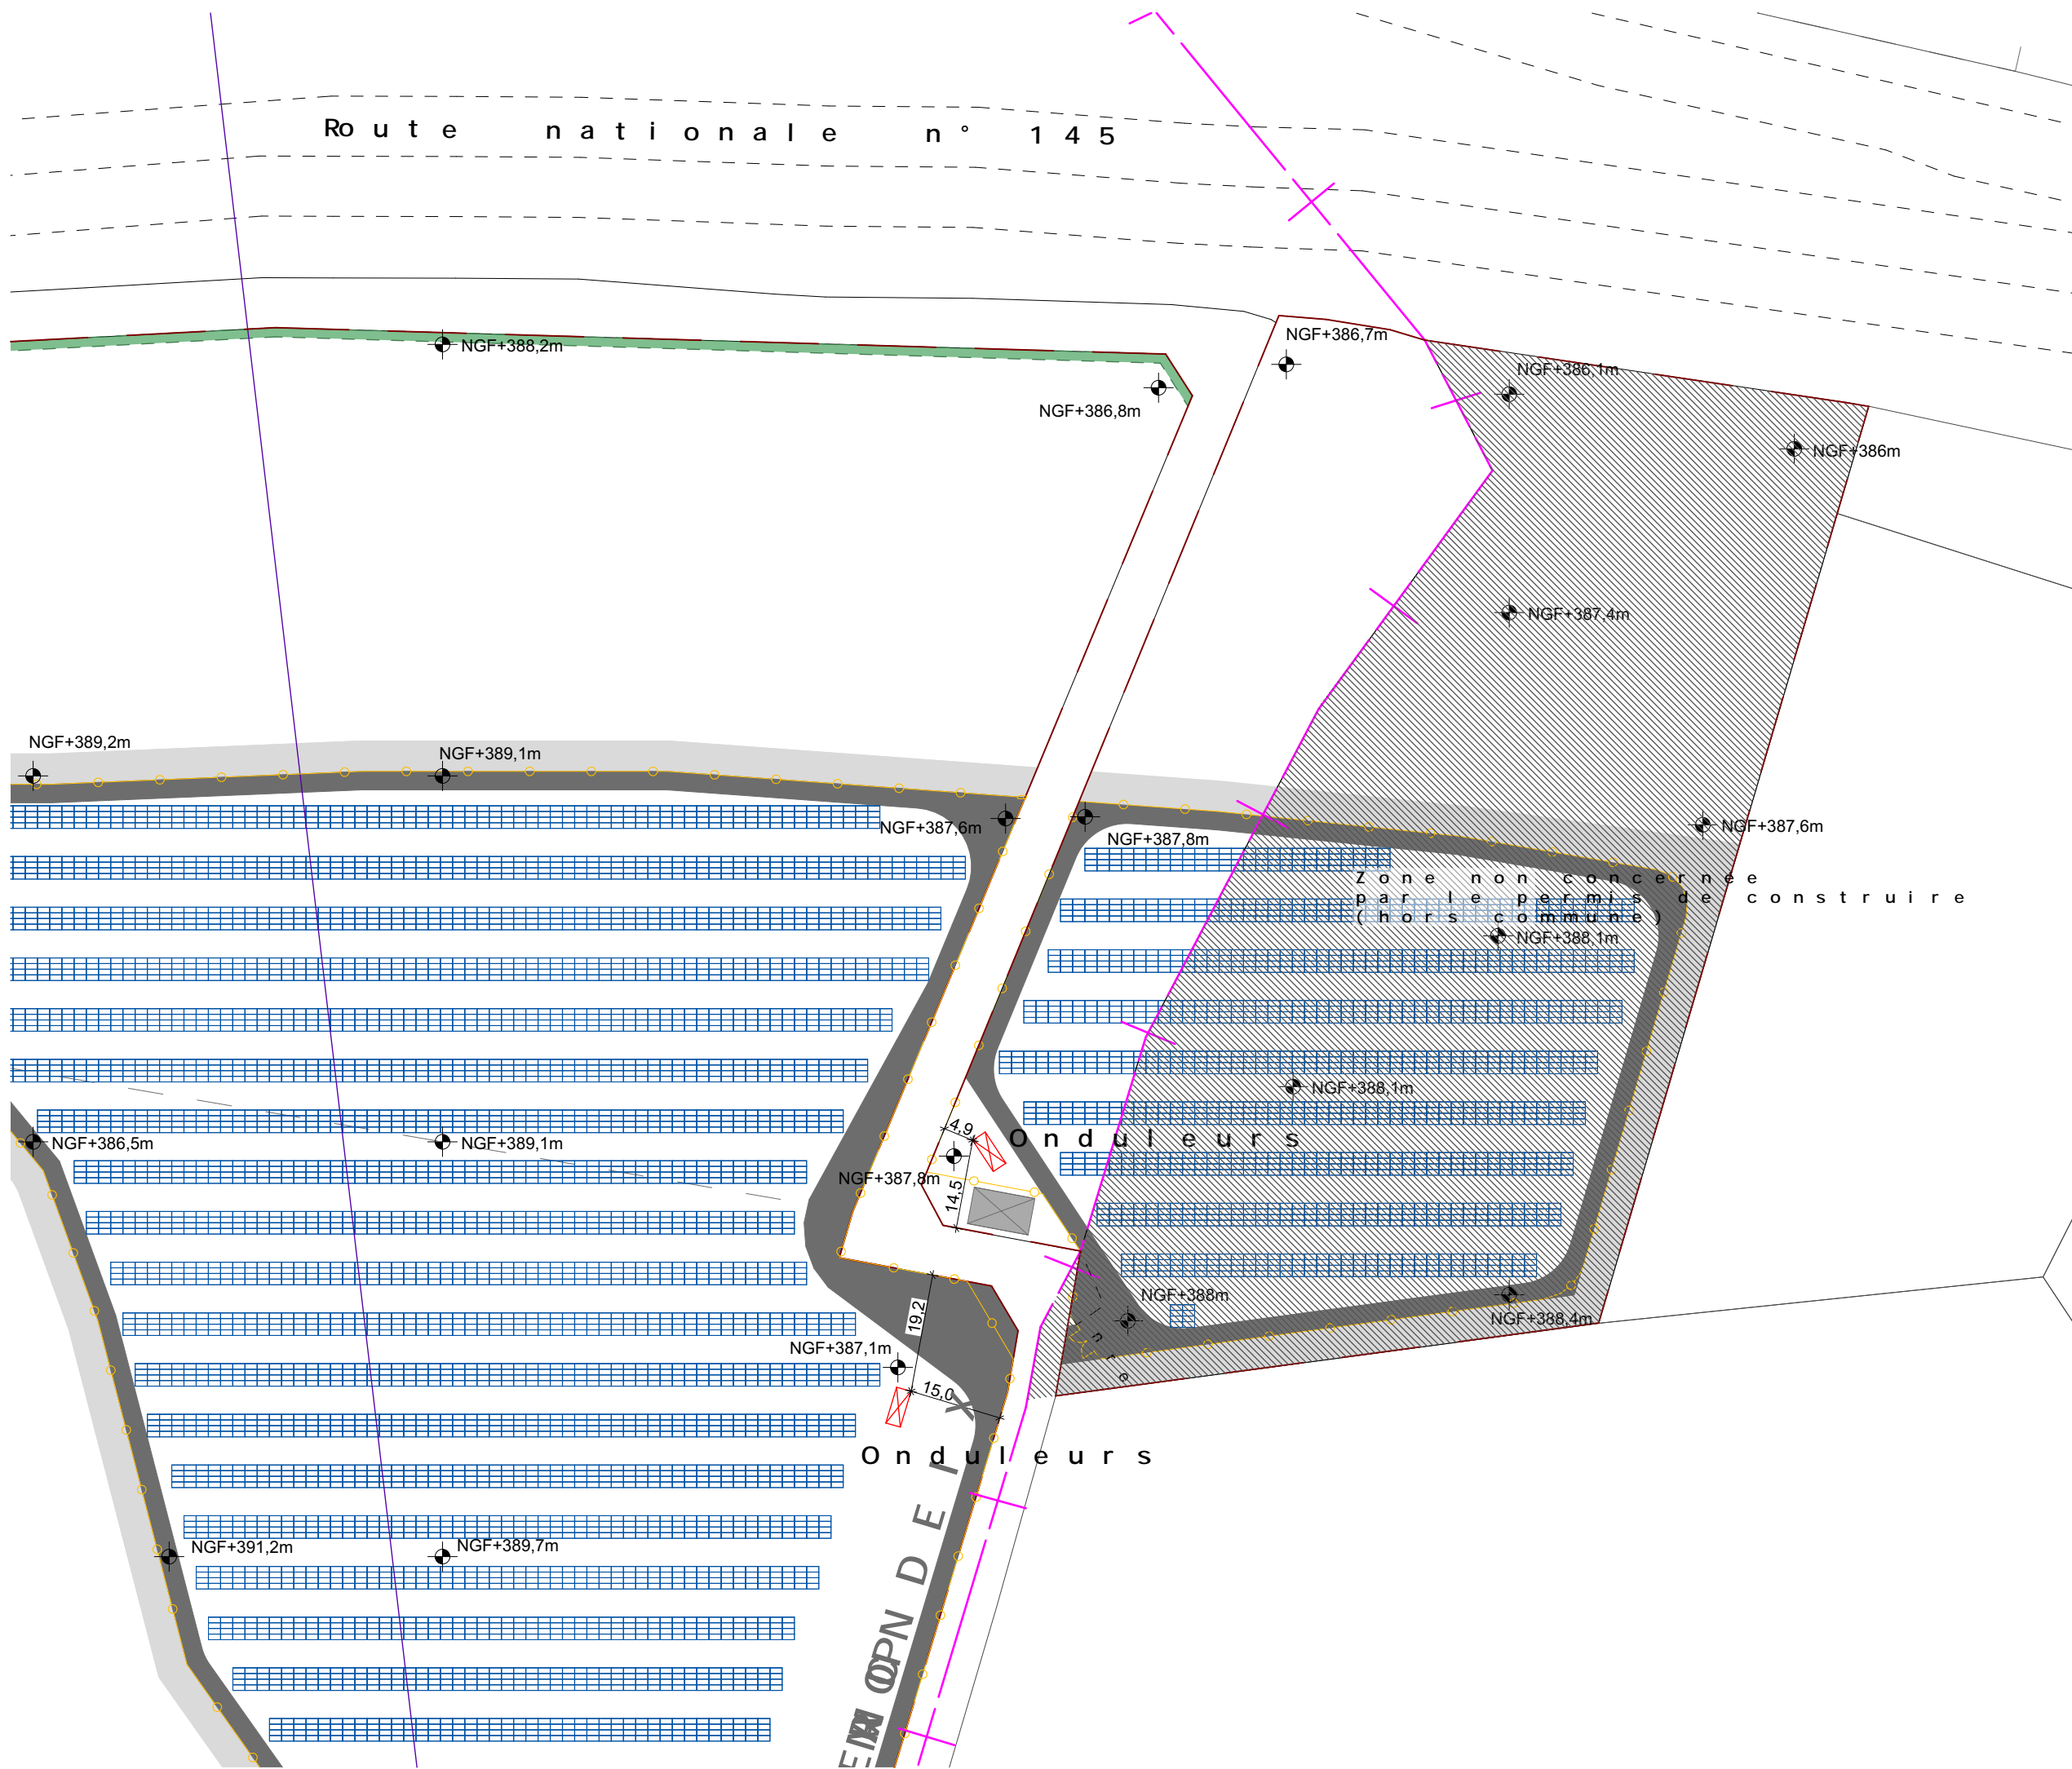 Route nationale n° 145
NGF+386,7m
NGF+388,2m
NGF+386,1m
NGF+386,8m
NGF+386m
NGF+387,4m
NGF+389,2m
NGF+389,1m
NGF+387,6m
NGF+387,6m
NGF+387,8m
Zone non concernée
par le permis de construire
(hors commune)
NGF+388,1m
NGF+388,1m
4,9
Onduleurs
NGF+386,5m
NGF+389,1m
NGF+387,8m
14,5
NGF+388m
19,2
NGF+388,4m
NGF+387,1m
15,0
Onduleurs
NGF+391,2m
NGF+389,7m